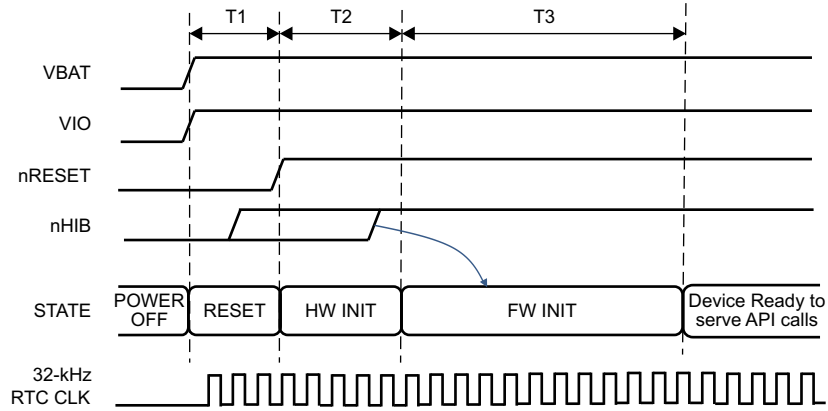 T1 T2 T3
VBAT
VIO
nRESET
nHIB
STATE
POWER
OFF
RESET
HW INIT
FW INIT
Device Ready to
serve API calls
32-kHz
RTC CLK